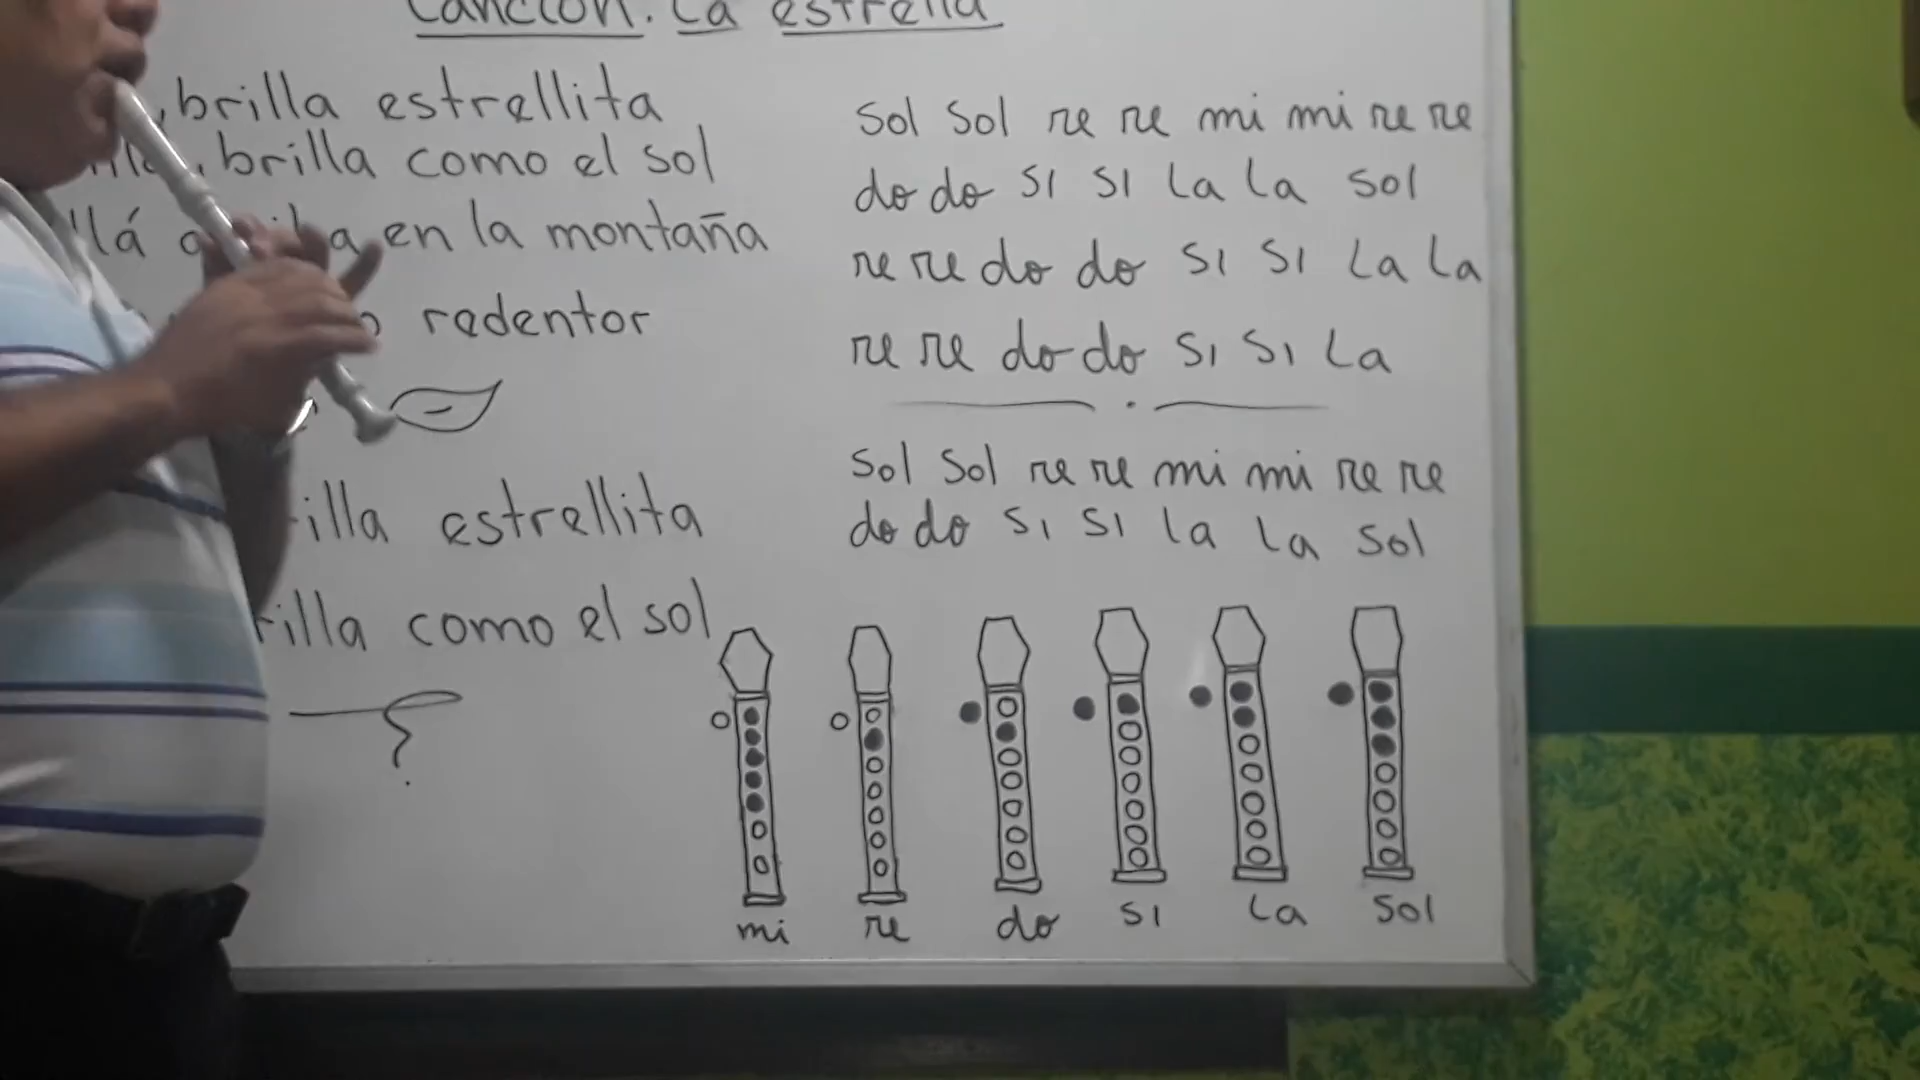 Canción. La estrella
brilla estrellita
brilla como el sol
en la montaña
redentor
estrellita
como el sol
Sol Sol re re mi mi re re
do do si si La La sol
re re do do si si La La
re re do do si si La
Sol Sol re re mi mi re re
do do si si la La sol
mi re do si La Sol